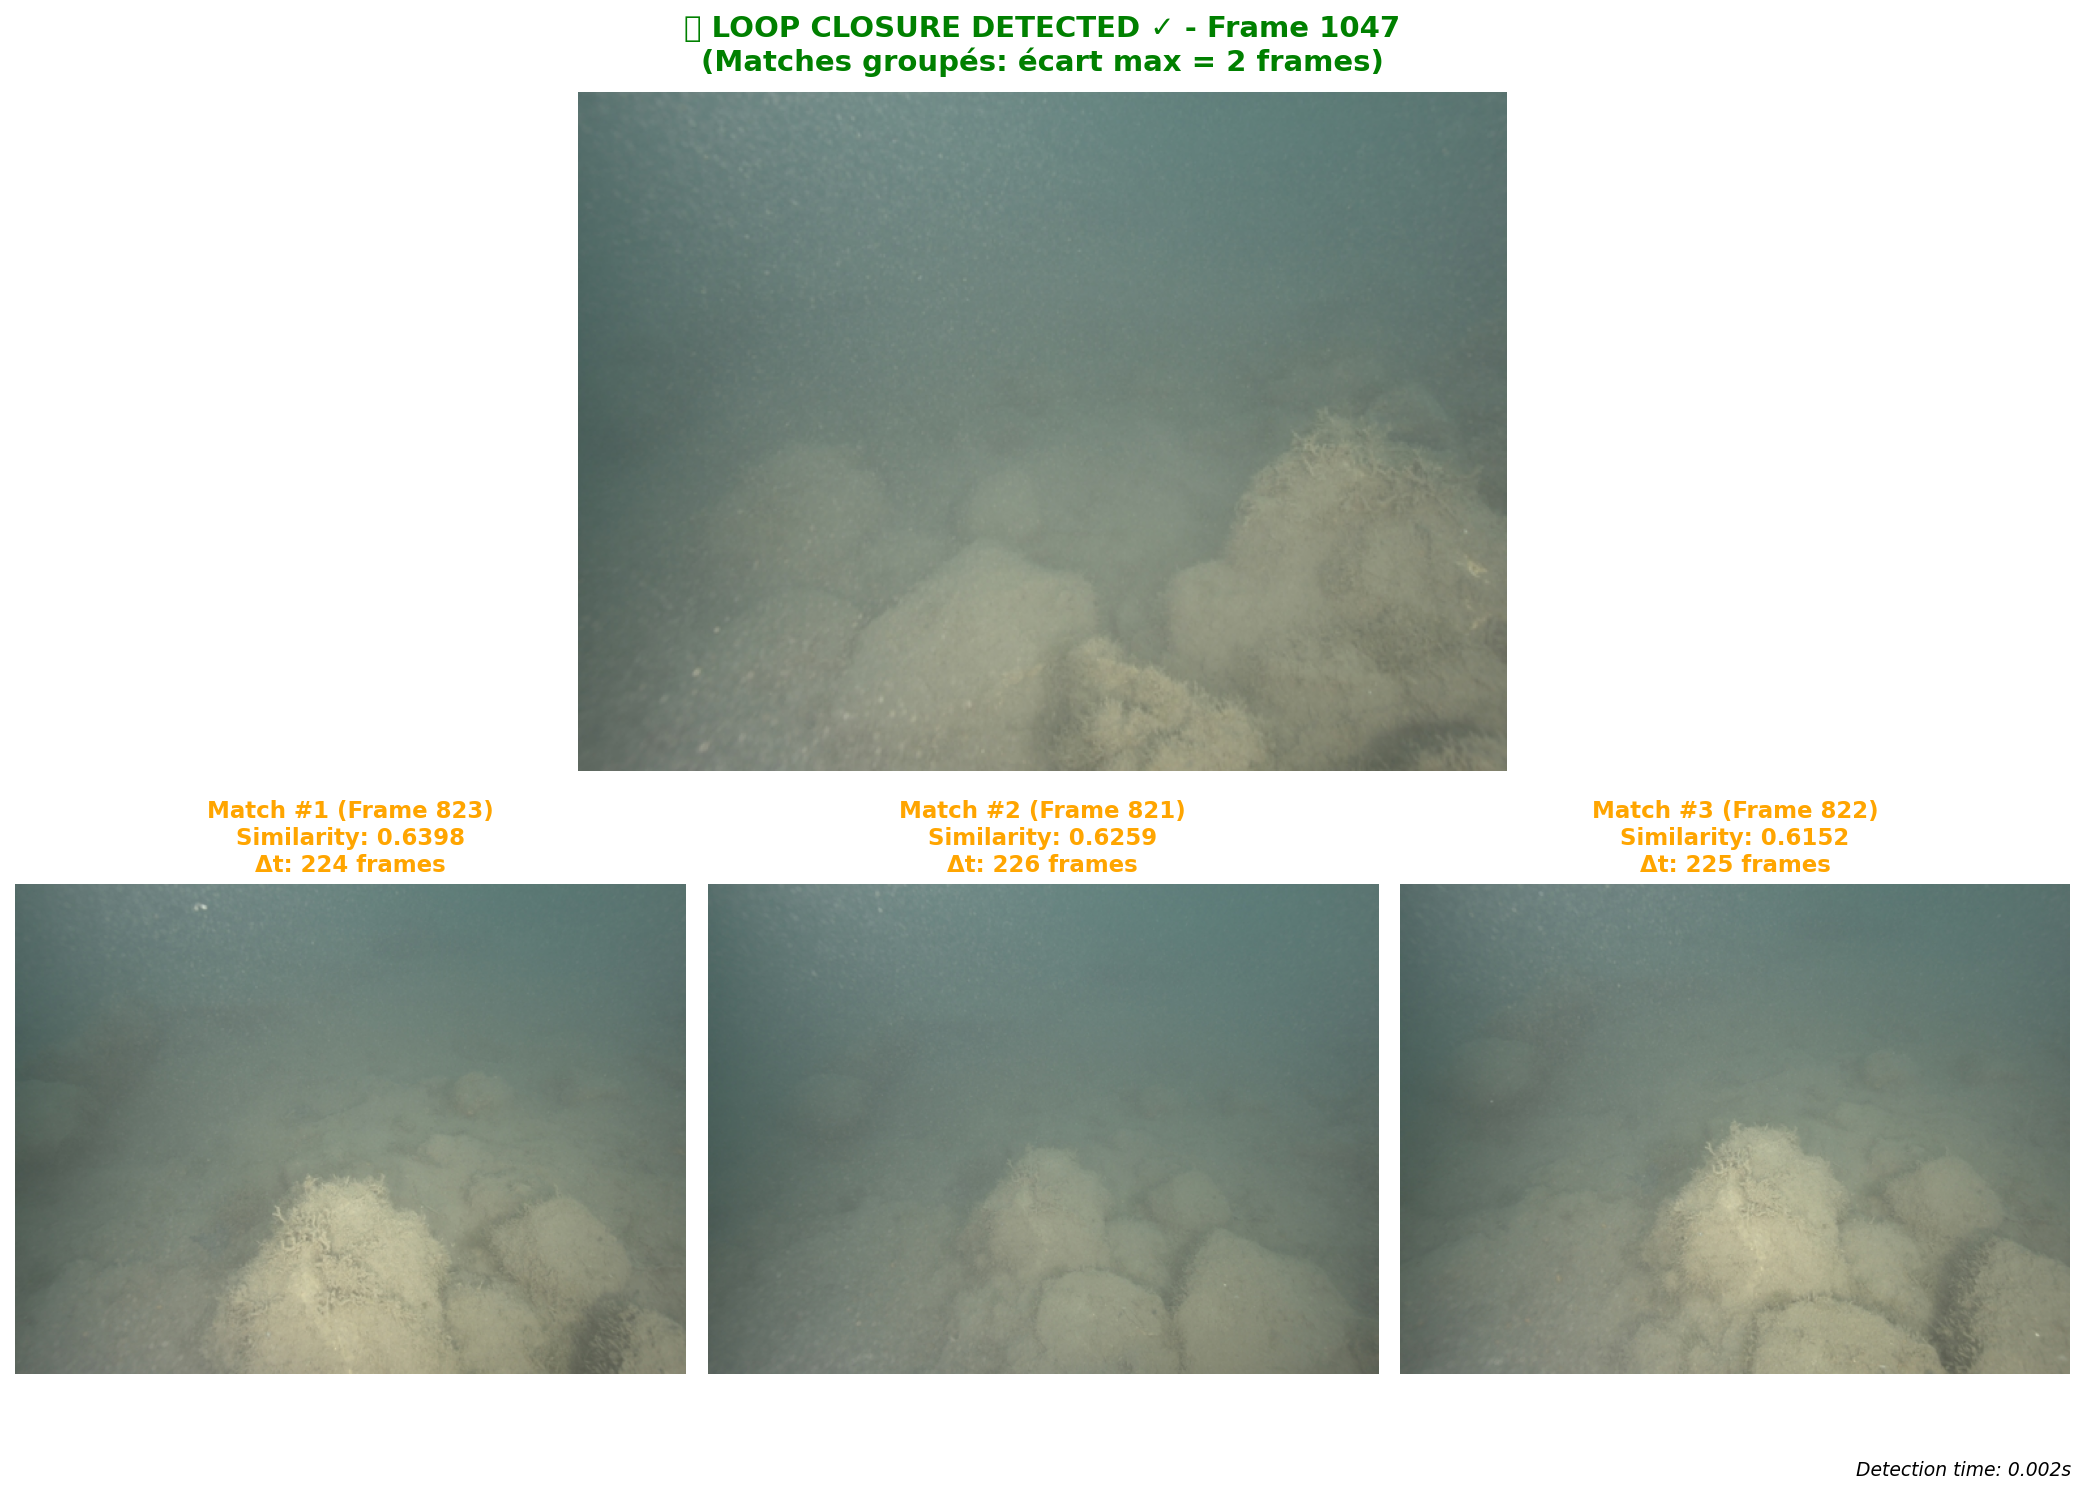 LOOP CLOSURE DETECTED ✓ - Frame 1047
(Matches groupés: écart max = 2 frames)
Match #1 (Frame 823)
Similarity: 0.6398
Δt: 224 frames
Match #2 (Frame 821)
Similarity: 0.6259
Δt: 226 frames
Match #3 (Frame 822)
Similarity: 0.6152
Δt: 225 frames
Detection time: 0.002s